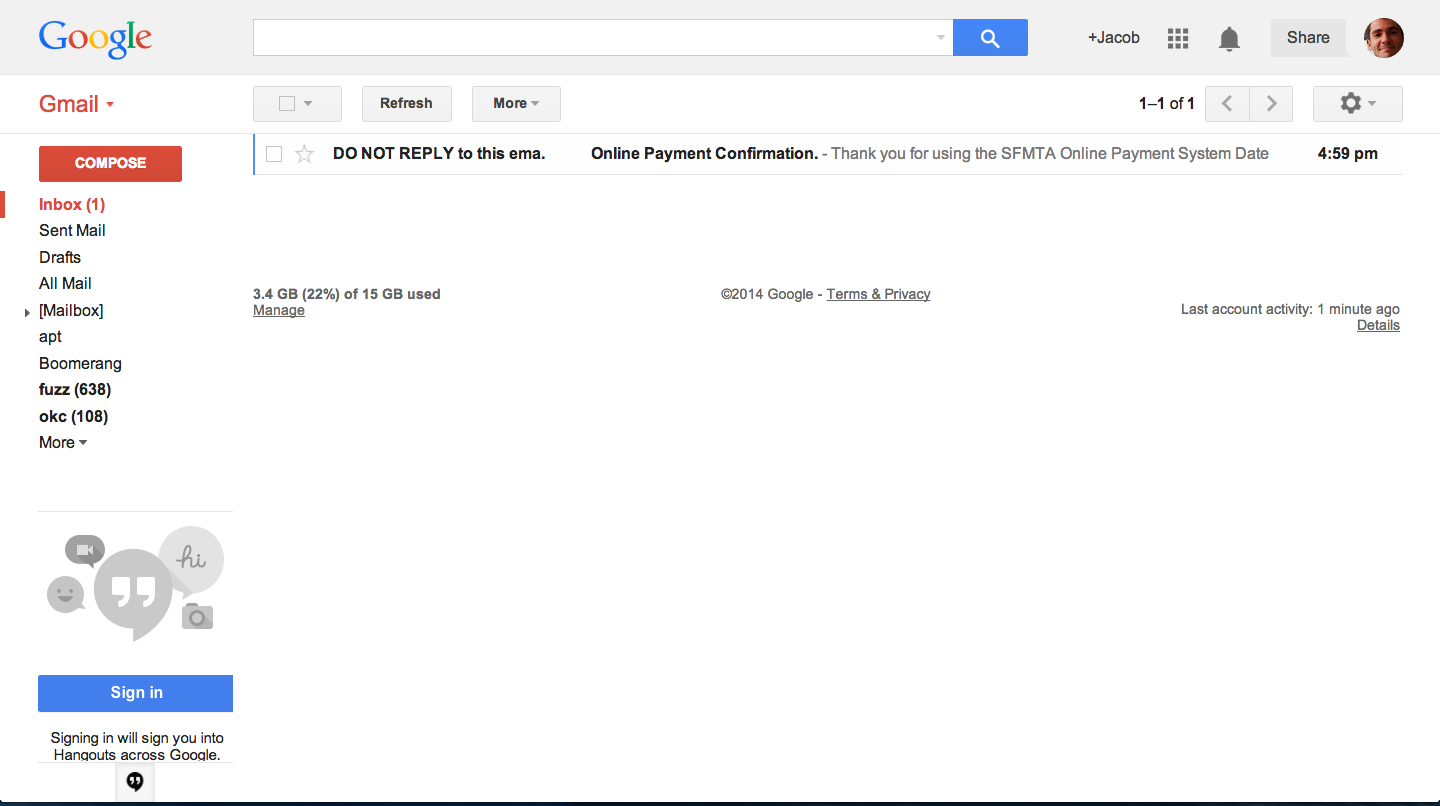 Google
+Jacob
Share
Gmail
Refresh
More
1–1 of 1
COMPOSE
DO NOT REPLY to this ema. Online Payment Confirmation. - Thank you for using the SFMTA Online Payment System Date 4:59 pm
Inbox (1)
Sent Mail
Drafts
All Mail
[Mailbox]
apt
Boomerang
fuzz (638)
okc (108)
More
3.4 GB (22%) of 15 GB used
Manage
©2014 Google - Terms & Privacy
Last account activity: 1 minute ago
Details
hi
Sign in
Signing in will sign you into
Hangouts across Google.